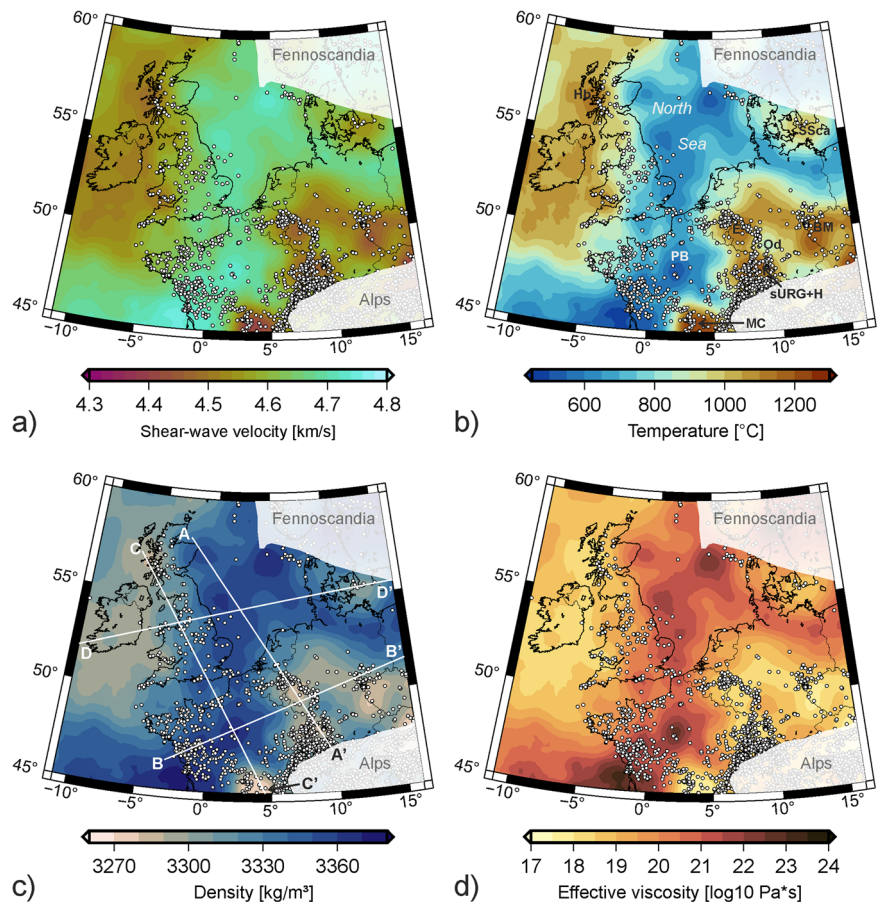 60°
55°
50°
45°
−10°
−5°
0°
5°
10°
15°
Fennoscandia
Alps
4.3 4.4 4.5 4.6 4.7 4.8
Shear-wave velocity [km/s]
a)
60°
55°
50°
45°
−5°
0°
5°
10°
15°
Fennoscandia
North
Sea
SSca
BM
Od
PB
sURG+H
MC
600 800 1000 1200
Temperature [°C]
b)
60°
55°
50°
45°
−10°
−5°
0°
5°
10°
15°
Fennoscandia
Alps
A
C
D'
D
B'
B
A'
C'
3270 3300 3330 3360
Density [kg/m³]
c)
60°
55°
50°
45°
−5°
0°
5°
10°
15°
Fennoscandia
Alps
17 18 19 20 21 22 23 24
Effective viscosity [log10 Pa*s]
d)